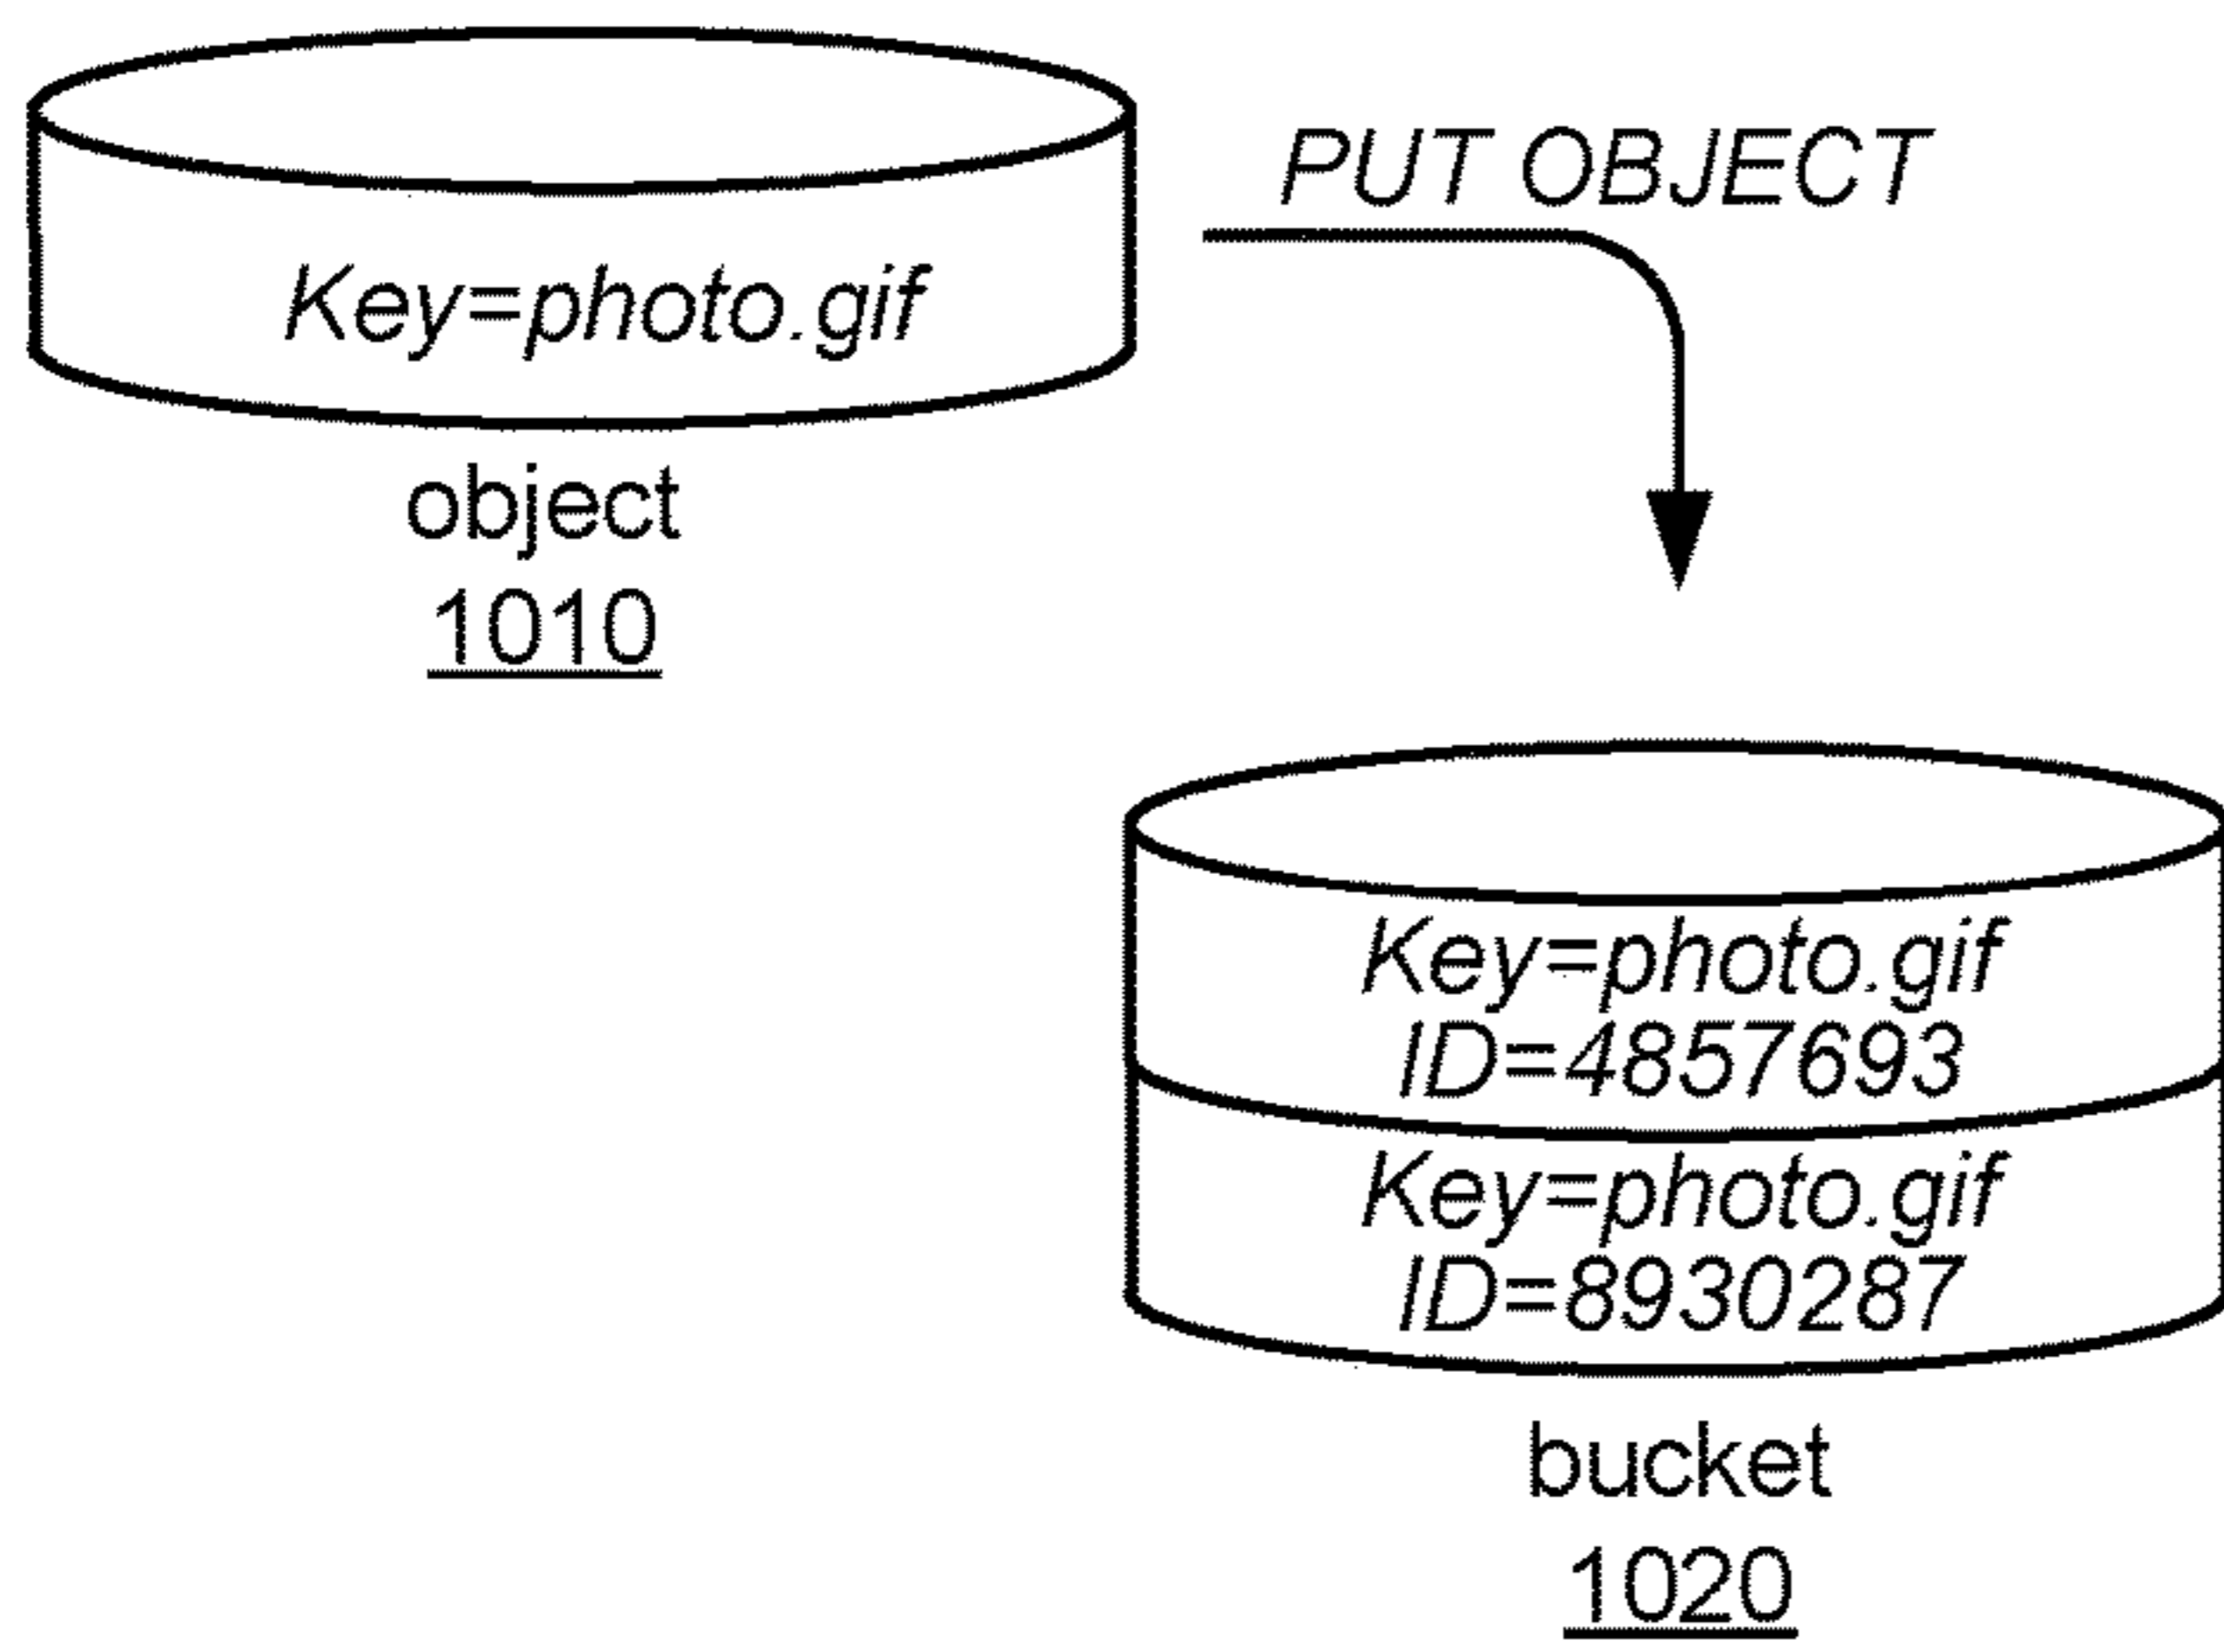 PUT OBJECT
Key=photo.gif
object
1010
Key=photo.gif
ID=4857693
Key=photo.gif
ID=8930287
bucket
1020